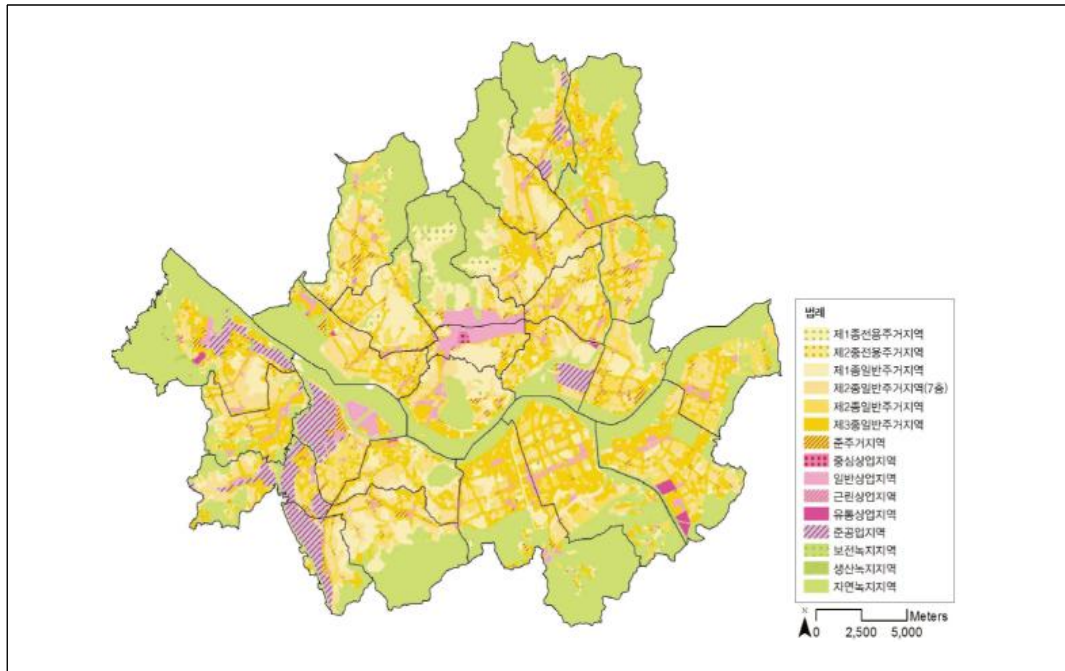 범례
제1종전용주거지역
제2종전용주거지역
제1종일반주거지역
제2종일반주거지역(7층)
제2종일반주거지역
제3종일반주거지역
준주거지역
중심상업지역
일반상업지역
근린상업지역
유통상업지역
준공업지역
보전녹지지역
생산녹지지역
자연녹지지역
N
Meters
0 2,500 5,000